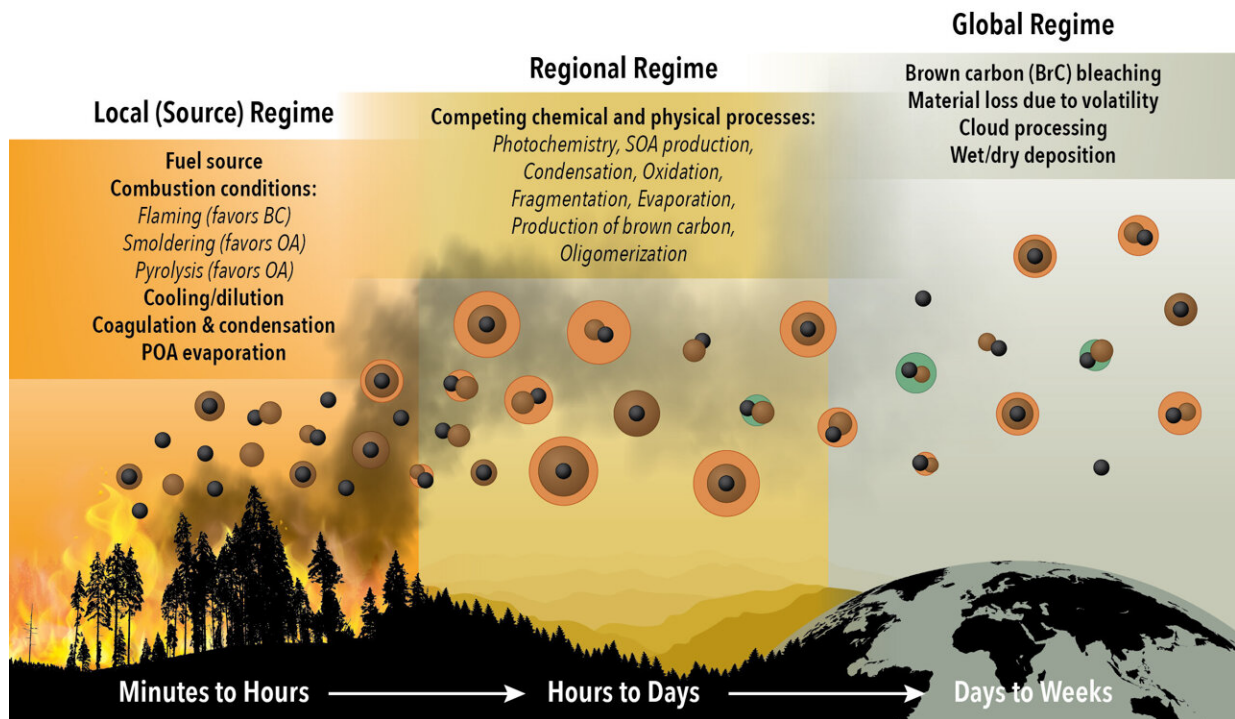 Local (Source) Regime
Fuel source
Combustion conditions:
Flaming (favors BC)
Smoldering (favors OA)
Pyrolysis (favors OA)
Cooling/dilution
Coagulation & condensation
POA evaporation
Regional Regime
Competing chemical and physical processes:
Photochemistry, SOA production,
Condensation, Oxidation,
Fragmentation, Evaporation,
Production of brown carbon,
Oligomerization
Global Regime
Brown carbon (BrC) bleaching
Material loss due to volatility
Cloud processing
Wet/dry deposition
Minutes to Hours
Hours to Days
Days to Weeks